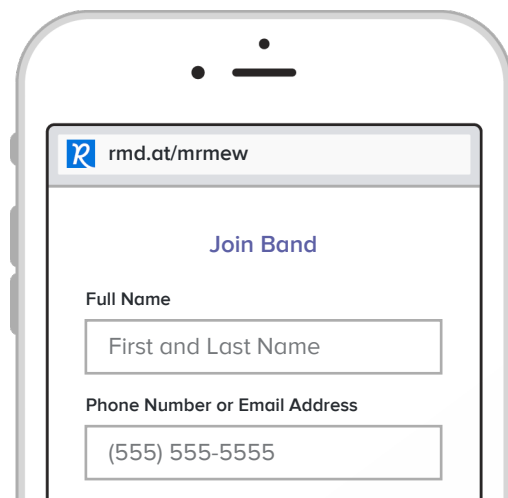 rmd.at/mrmew
Join Band
Full Name
First and Last Name
Phone Number or Email Address
(555) 555-5555